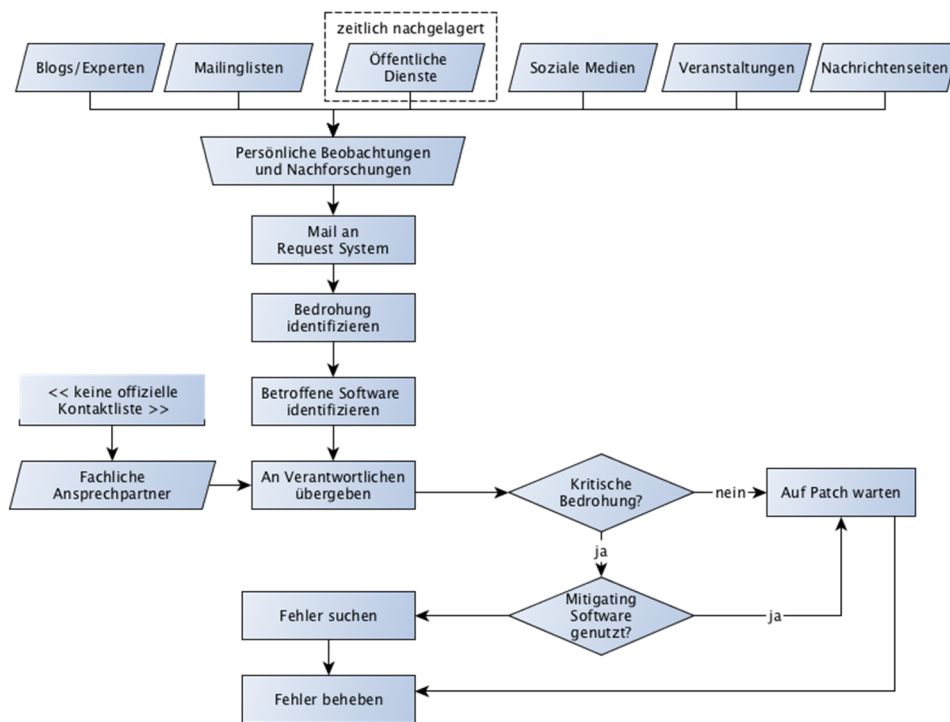 zeitlich nachgelagert
Blogs/Experten
Mailinglisten
Öffentliche
Dienste
Soziale Medien
Veranstaltungen
Nachrichtenseiten
Persönliche Beobachtungen
und Nachforschungen
Mail an
Request System
Bedrohung
identifizieren
<< keine offizielle
Kontaktliste >>
Betroffene Software
identifizieren
Fachliche
Ansprechpartner
An Verantwortlichen
übergeben
Kritische
Bedrohung?
nein
Auf Patch warten
ja
Mitigating
Software
genutzt?
ja
Fehler suchen
Fehler beheben